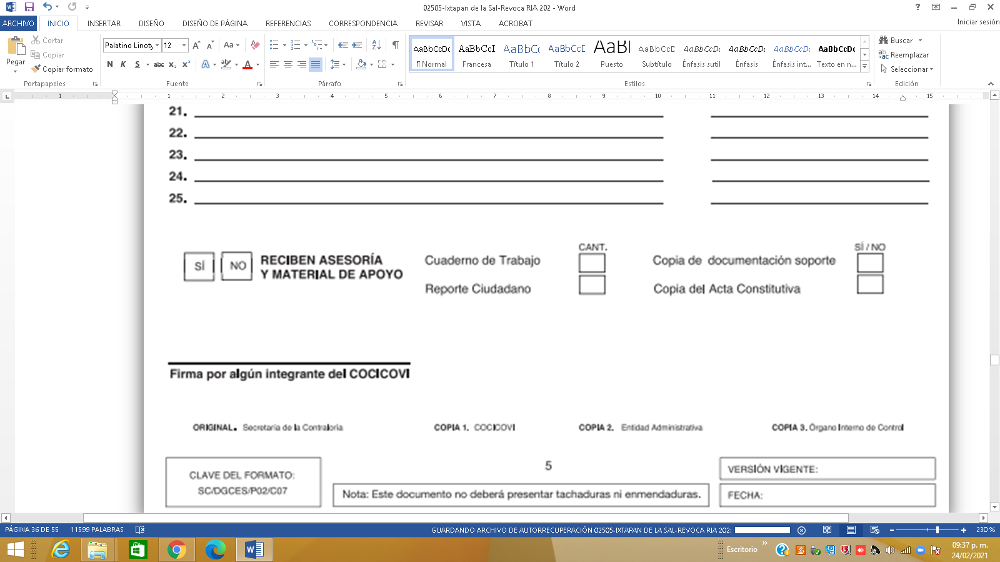 02505-Ixtapan de la Sal-Revoca RIA 202 - Word
ARCHIVO INICIO INSERTAR DISEÑO DISEÑO DE PÁGINA REFERENCIAS CORRESPONDENCIA REVISAR VISTA ACROBAT Iniciar sesión
Pegar
Cortar
Copiar
Copiar formato
Portapapeles
Palatino Linoty 12
N K S abc x₂ x²
Fuente
Párrafo
AaBbCcDc AaBbCcI AaBbCc AaBbCcE AaBl AaBbCcD AaBbCcDc AaBbCcDc AaBbCcDc AaBbCcDc
¶ Normal Francesa Título 1 Título 2 Puesto Subtítulo Énfasis sutil Énfasis Énfasis int... Texto en n...
Estilos
Buscar
Reemplazar
Seleccionar
Edición
1 1 2 3 4 5 6 7 8 9 10 11 12 13 14 15
21.
22.
23.
24.
25.
SÍ NO RECIBEN ASESORÍA
Y MATERIAL DE APOYO
CANT.
Cuaderno de Trabajo
Reporte Ciudadano
SÍ / NO
Copia de documentación soporte
Copia del Acta Constitutiva
Firma por algún integrante del COCICOVI
ORIGINAL. Secretaría de la Contraloría COPIA 1. COCICOVI COPIA 2. Entidad Administrativa COPIA 3. Órgano Interno de Control
CLAVE DEL FORMATO:
SC/DGCES/P02/C07
5
Nota: Este documento no deberá presentar tachaduras ni enmendaduras.
VERSIÓN VIGENTE:
FECHA:
PÁGINA 36 DE 55 11599 PALABRAS GUARDANDO ARCHIVO DE AUTORRECUPERACIÓN 02505-IXTAPAN DE LA SAL-REVOCA RIA 202: 230 %
Escritorio
09:37 p. m.
24/02/2021